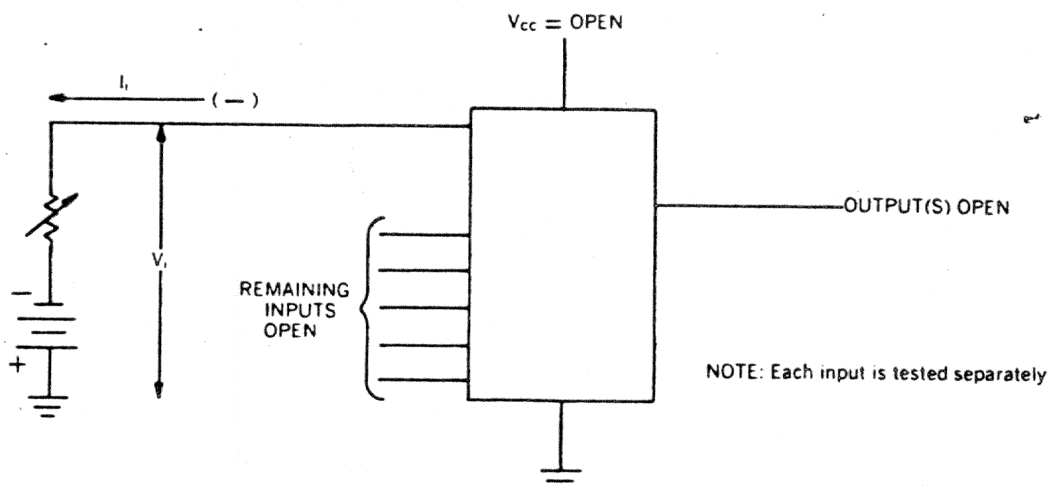 Vcc = OPEN
I₁ (−)
OUTPUT(S) OPEN
V₁
−
REMAINING
INPUTS
OPEN
+
NOTE: Each input is tested separately